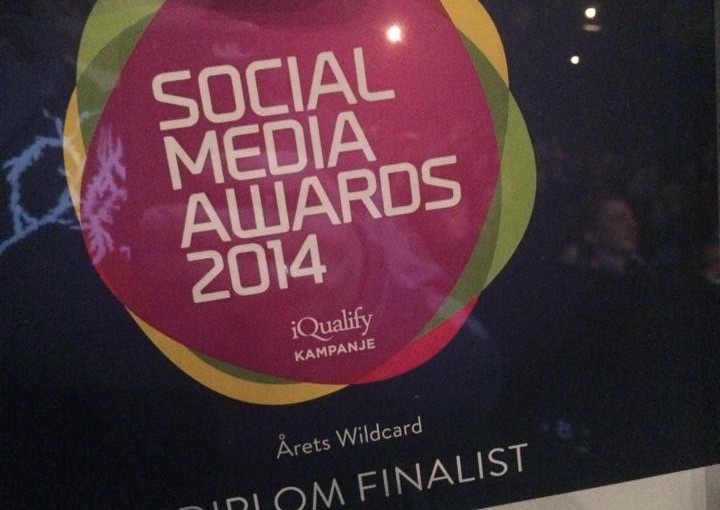 SOCIAL
MEDIA
AWARDS
2014
iQualify
KAMPANJE
Årets Wildcard
DIPLOM FINALIST